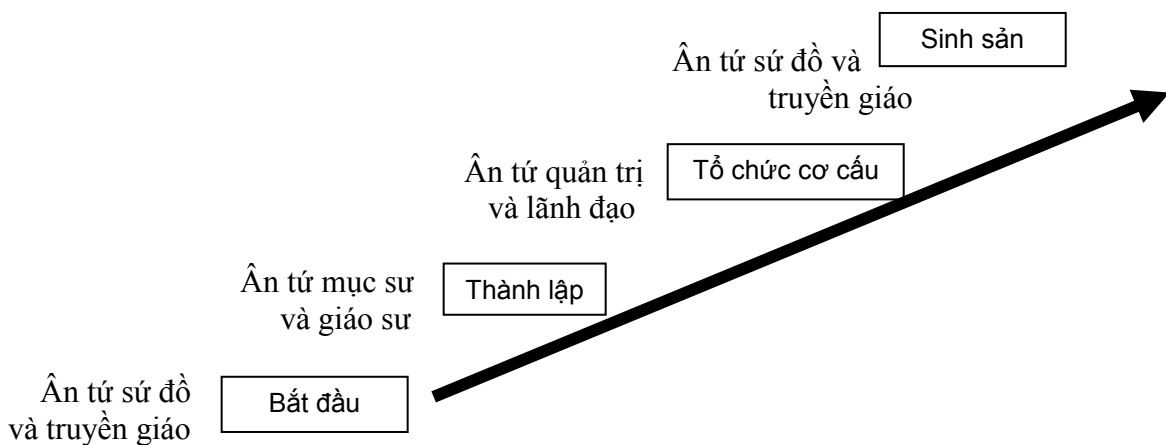 Sinh sản
Ân tứ sứ đồ và
truyền giáo
Ân tứ quản trị
và lãnh đạo
Tổ chức cơ cấu
Ân tứ mục sư
và giáo sư
Thành lập
Ân tứ sứ đồ
và truyền giáo
Bắt đầu